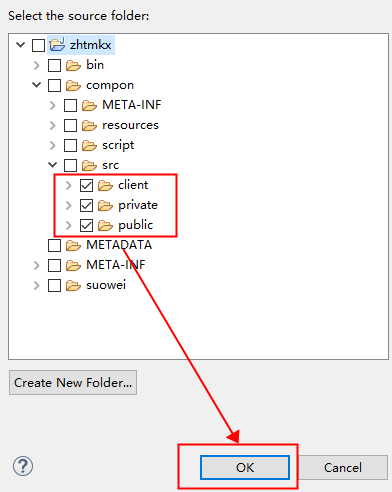 Select the source folder:
zhtmkx
bin
compon
META-INF
resources
script
src
client
private
public
METADATA
META-INF
suowei
Create New Folder...
?
OK
Cancel